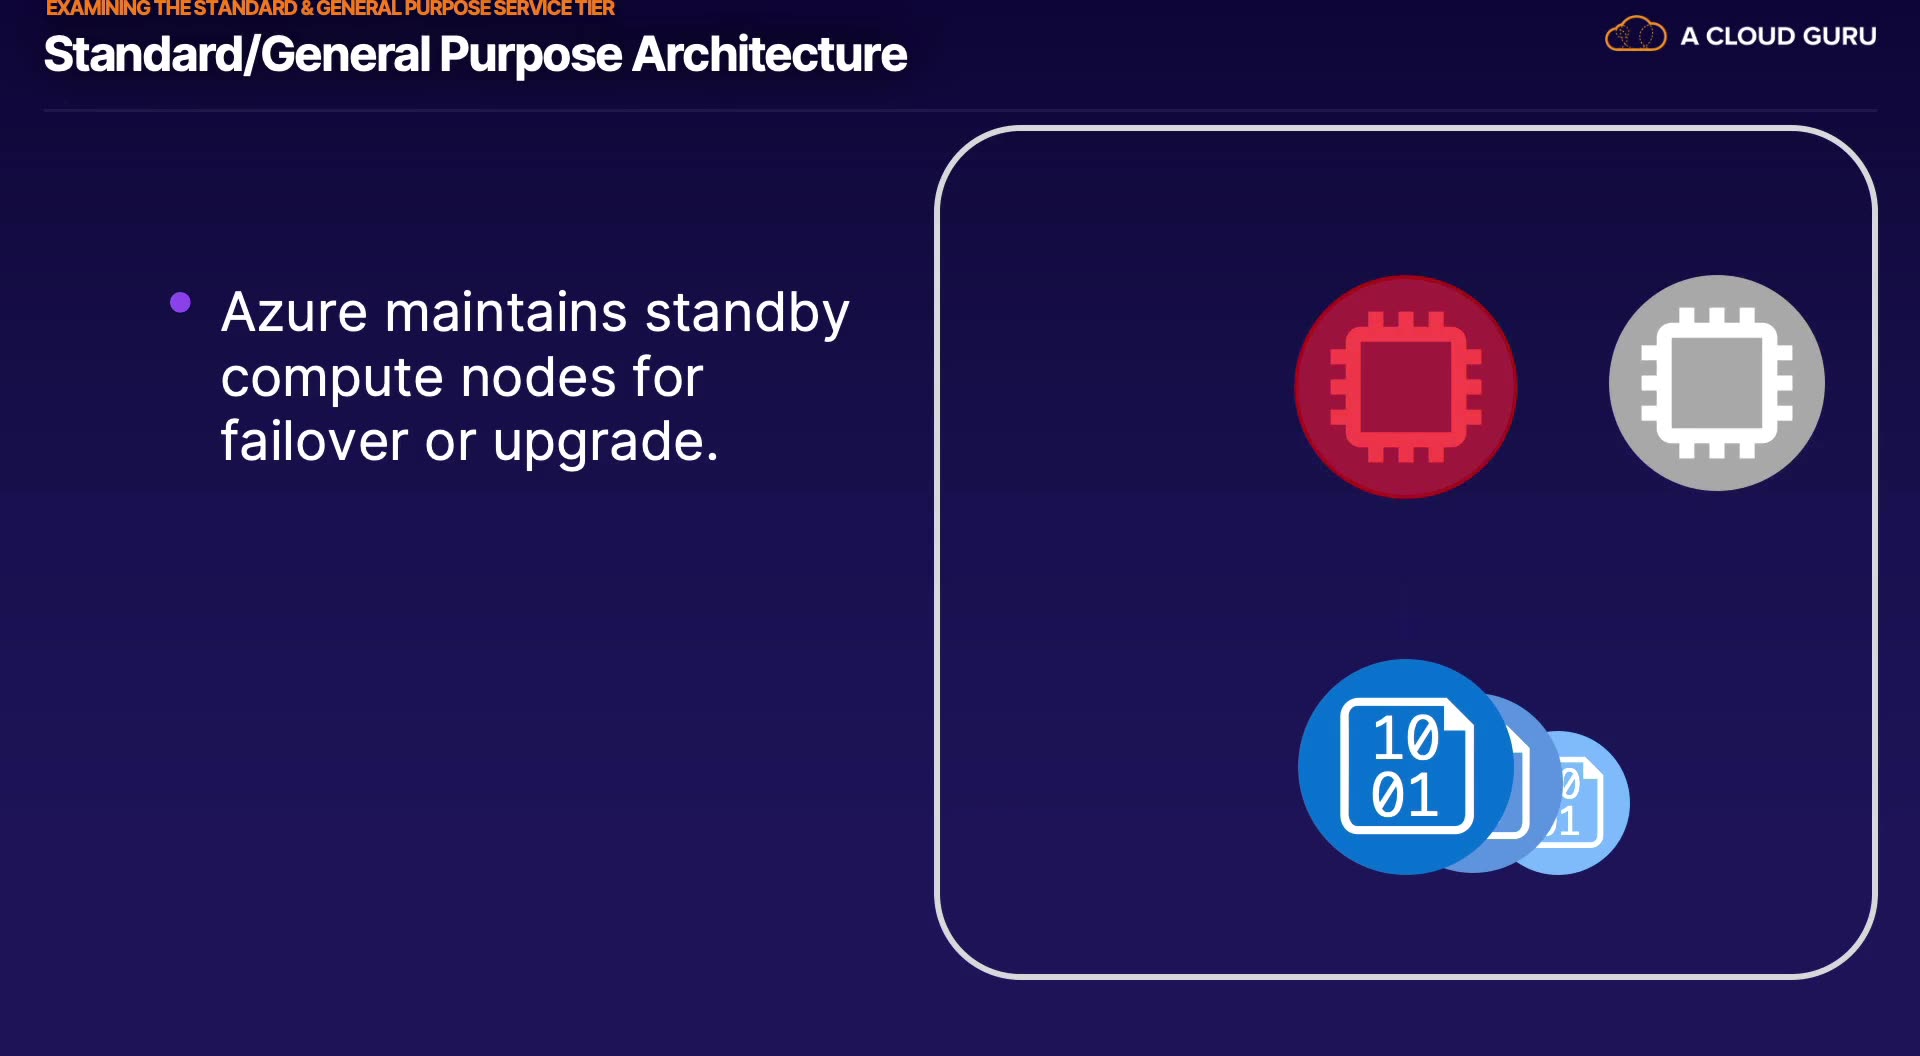 EXAMINING THE STANDARD & GENERAL PURPOSE SERVICE TIER
Standard/General Purpose Architecture
A CLOUD GURU
Azure maintains standby
compute nodes for
failover or upgrade.
10
01
0
01